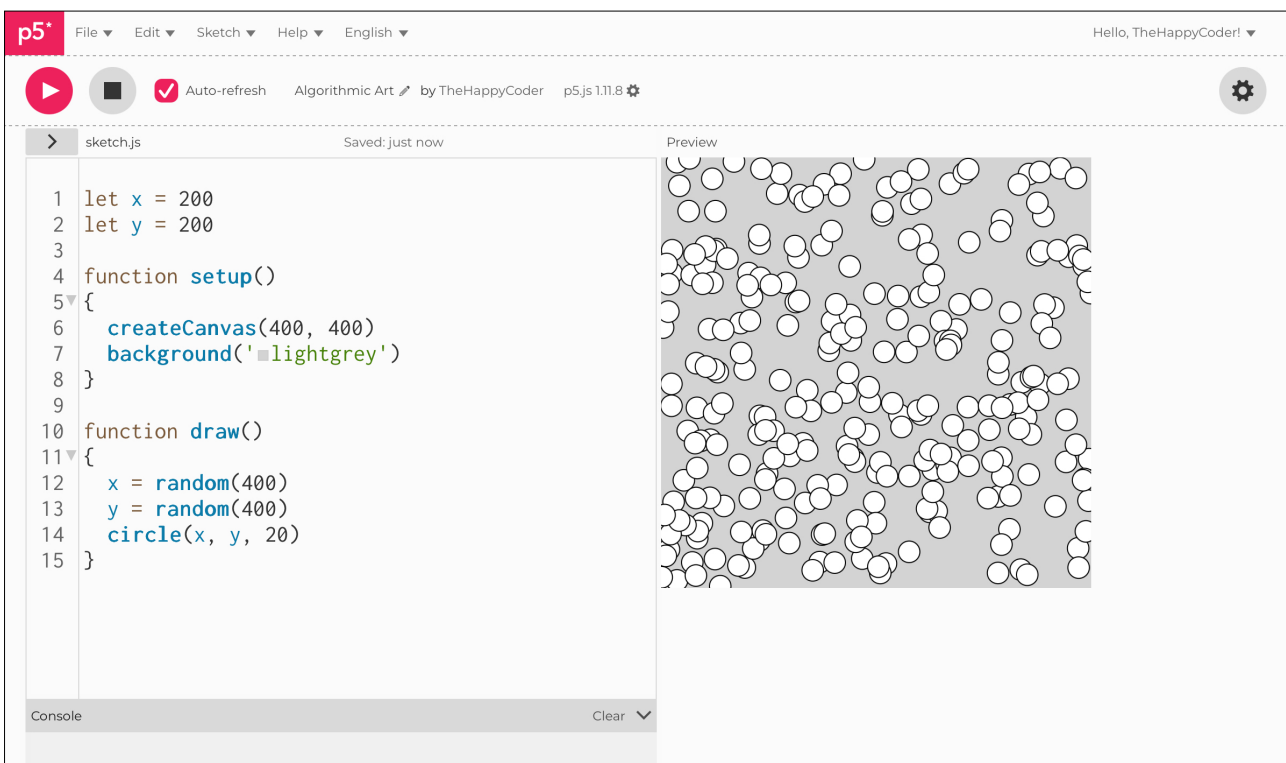 p5* File Edit Sketch Help English Hello, TheHappyCoder!
Auto-refresh Algorithmic Art by TheHappyCoder p5.js 1.11.8
sketch.js Saved: just now Preview
1 let x = 200
2 let y = 200
3
4 function setup()
5 {
6 createCanvas(400, 400)
7 background('lightgrey')
8 }
9
10 function draw()
11 {
12 x = random(400)
13 y = random(400)
14 circle(x, y, 20)
15 }
Console Clear